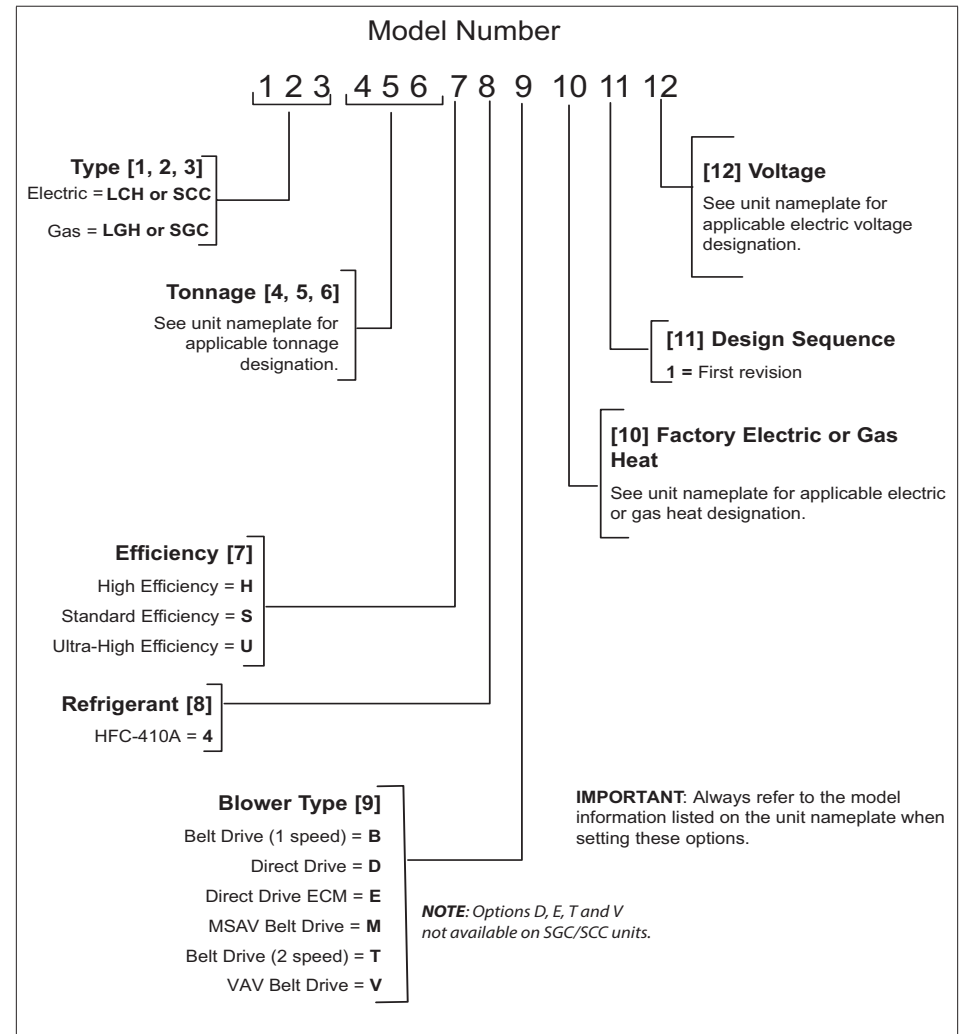 Model Number
1 2 3 4 5 6 7 8 9 10 11 12
Type [1, 2, 3]
Electric = LCH or SCC
Gas = LGH or SGC
Tonnage [4, 5, 6]
See unit nameplate for
applicable tonnage
designation.
Efficiency [7]
High Efficiency = H
Standard Efficiency = S
Ultra-High Efficiency = U
Refrigerant [8]
HFC-410A = 4
Blower Type [9]
Belt Drive (1 speed) = B
Direct Drive = D
Direct Drive ECM = E
MSAV Belt Drive = M
Belt Drive (2 speed) = T
VAV Belt Drive = V
NOTE: Options D, E, T and V
not available on SGC/SCC units.
[12] Voltage
See unit nameplate for
applicable electric voltage
designation.
[11] Design Sequence
1 = First revision
[10] Factory Electric or Gas
Heat
See unit nameplate for applicable electric
or gas heat designation.
IMPORTANT: Always refer to the model
information listed on the unit nameplate when
setting these options.